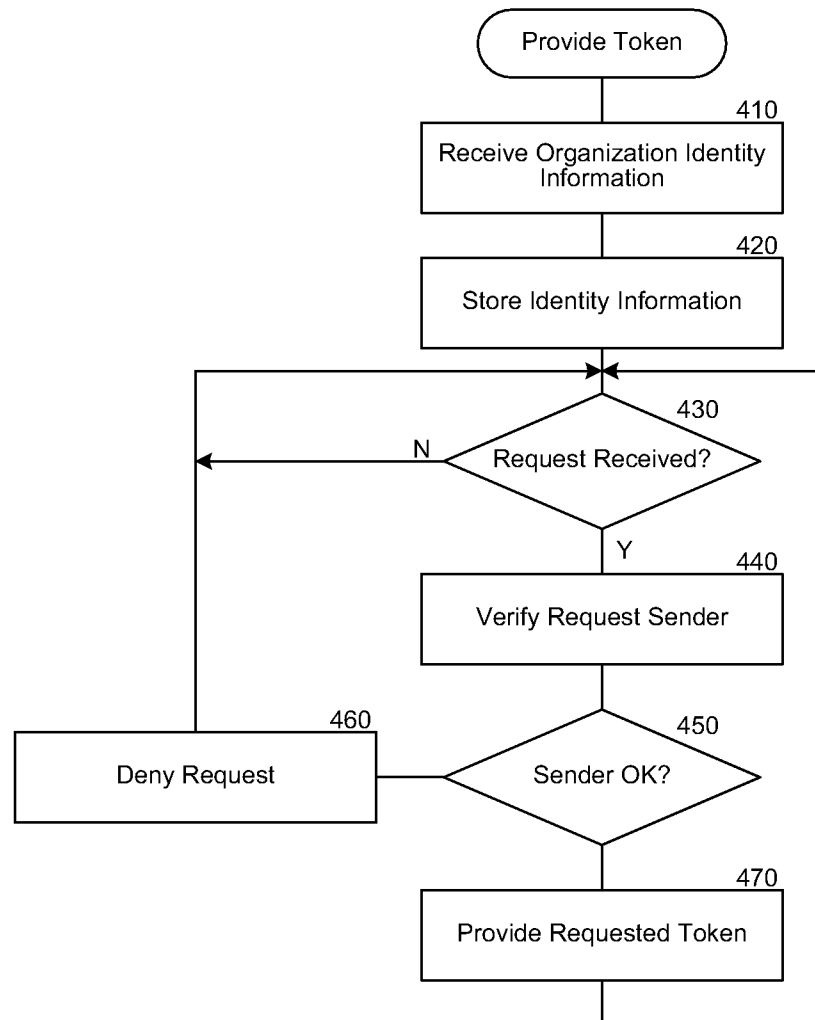 Provide Token
410
Receive Organization Identity
Information
420
Store Identity Information
430
Request Received?
N
Y
440
Verify Request Sender
450
Sender OK?
460
Deny Request
470
Provide Requested Token